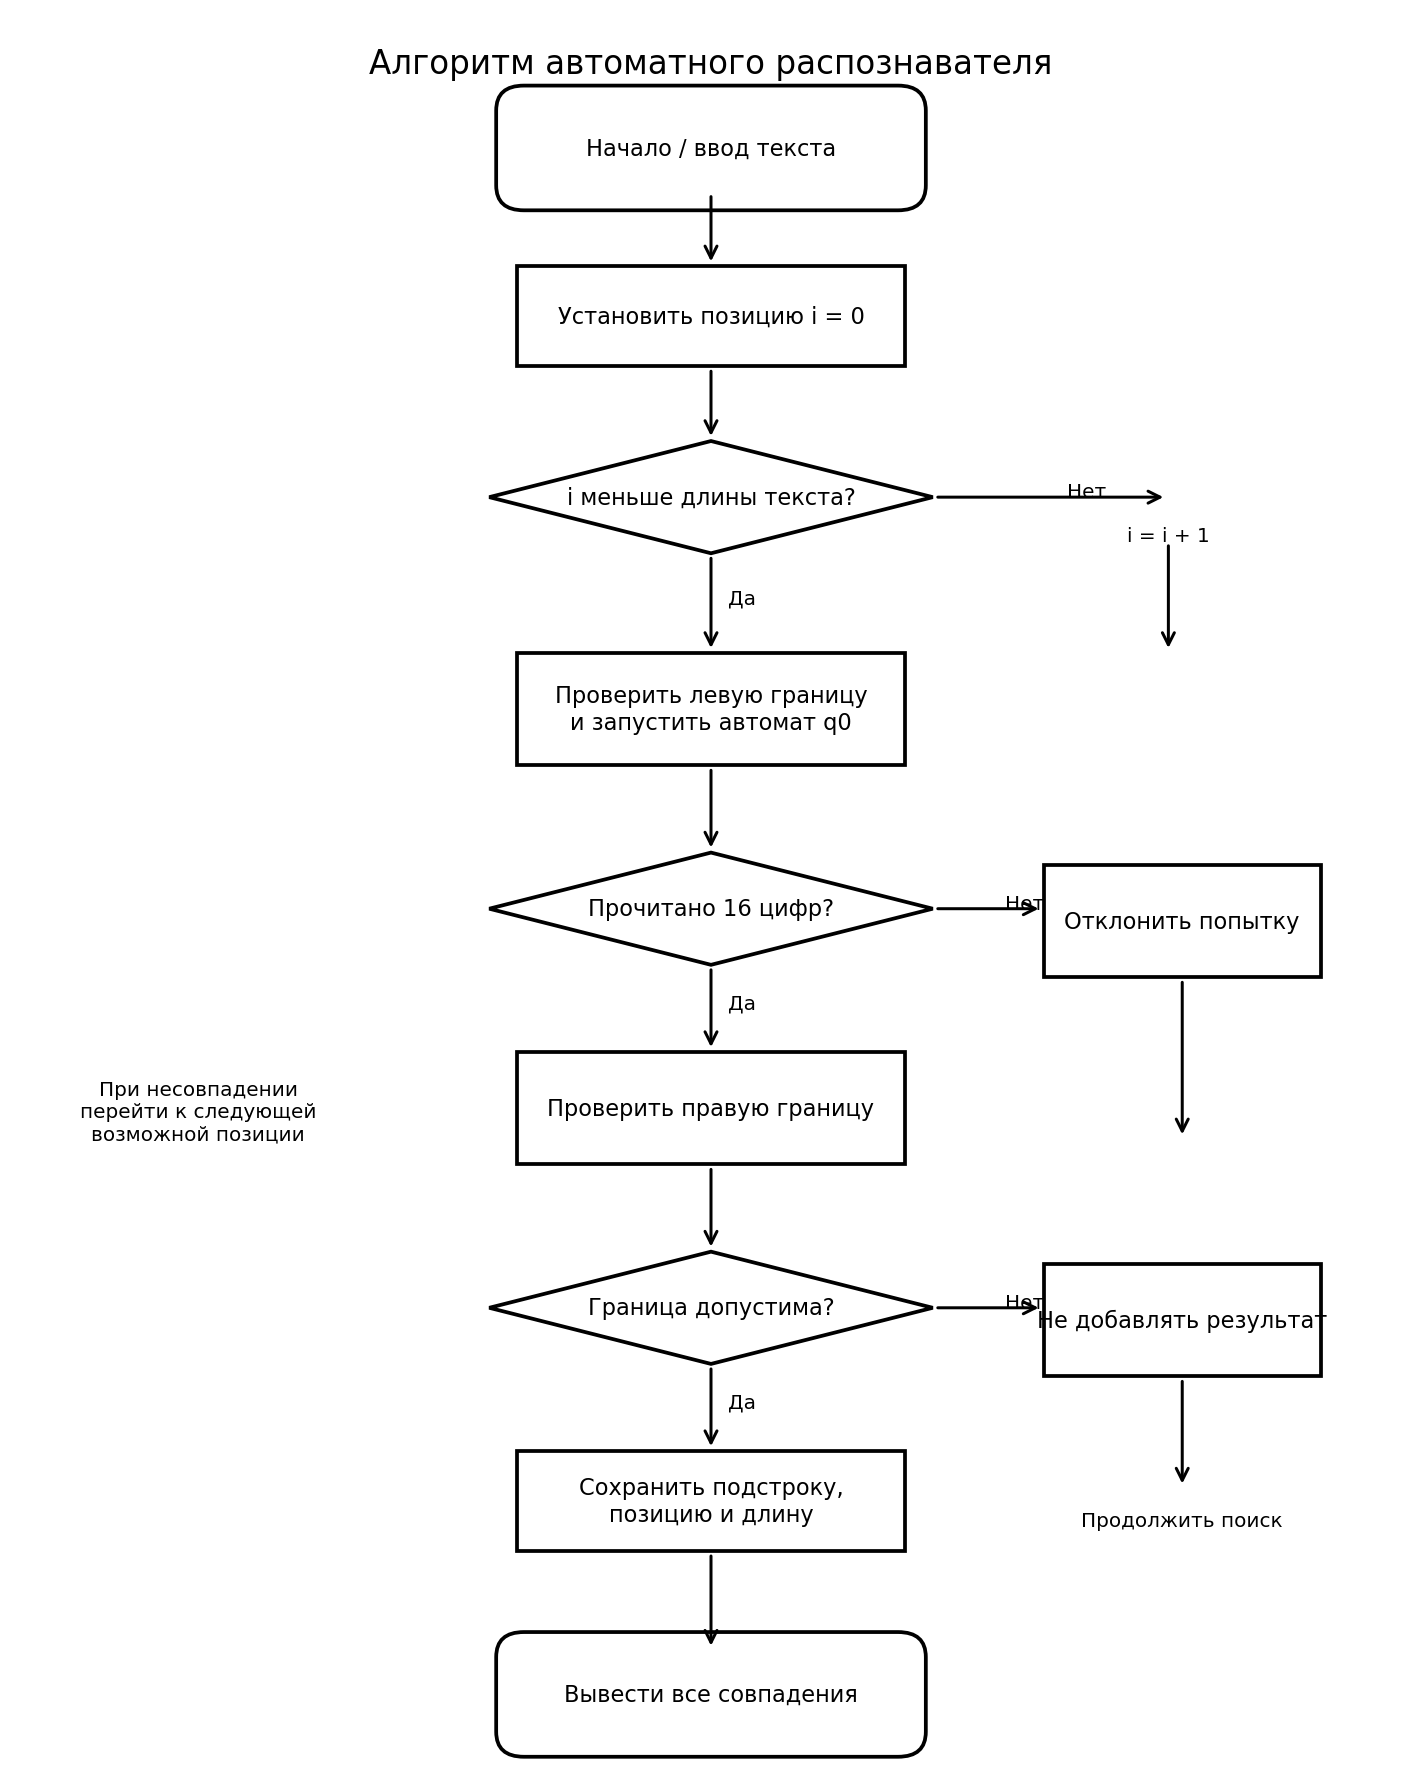 Алгоритм автоматного распознавателя
Начало / ввод текста
Установить позицию i = 0
i меньше длины текста?
Нет
i = i + 1
Да
Проверить левую границу
и запустить автомат q0
Прочитано 16 цифр?
Нет
Отклонить попытку
Да
При несовпадении
перейти к следующей
возможной позиции
Проверить правую границу
Граница допустима?
Нет
Не добавлять результат
Да
Сохранить подстроку,
позицию и длину
Продолжить поиск
Вывести все совпадения